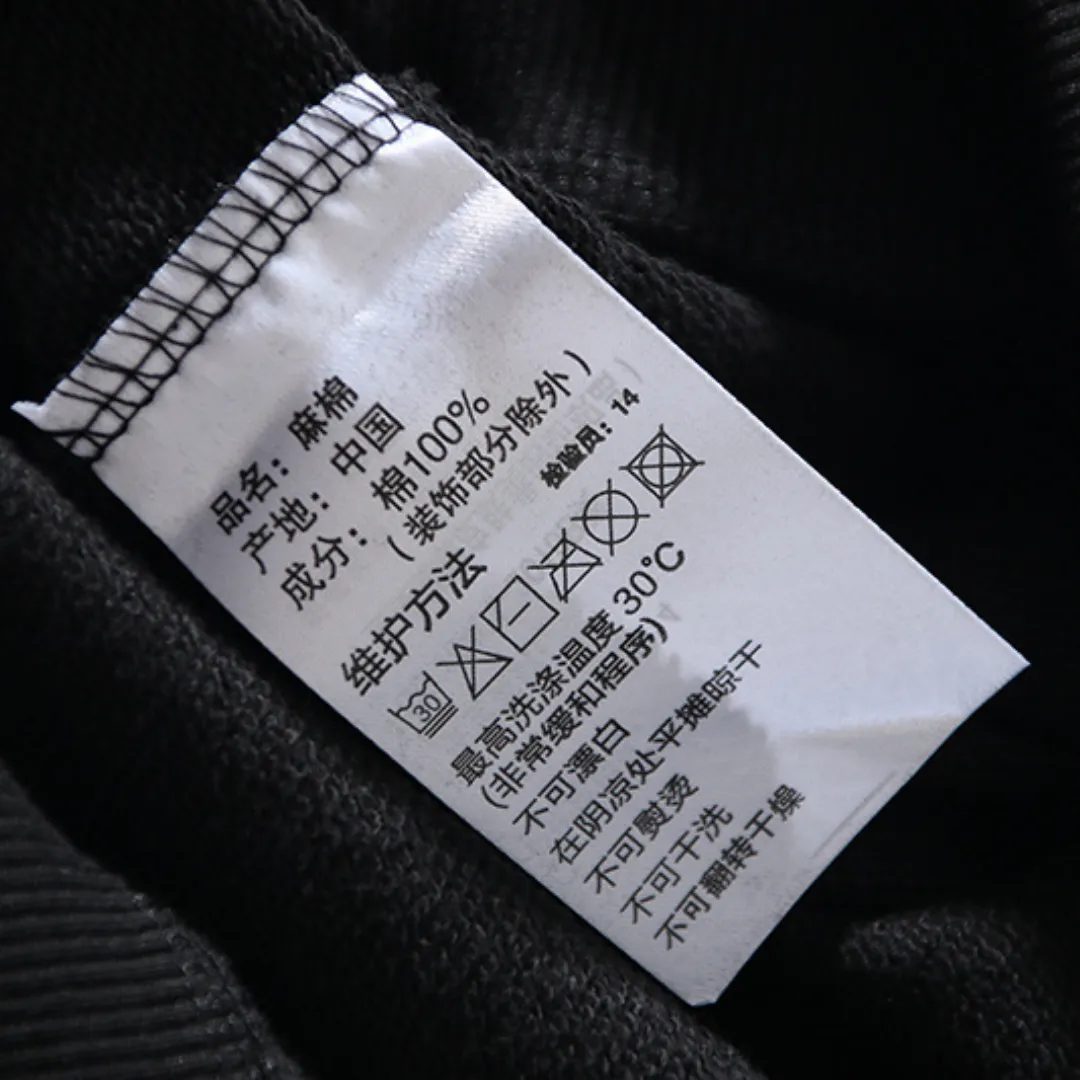 品名：麻棉
产地：中国
成分：棉100%
（装饰部分除外）
检验员：14
维护方法
30
最高洗涤温度 30℃
(非常缓和程序)
不可漂白
在阴凉处平摊晾干
不可熨烫
不可干洗
不可翻转干燥